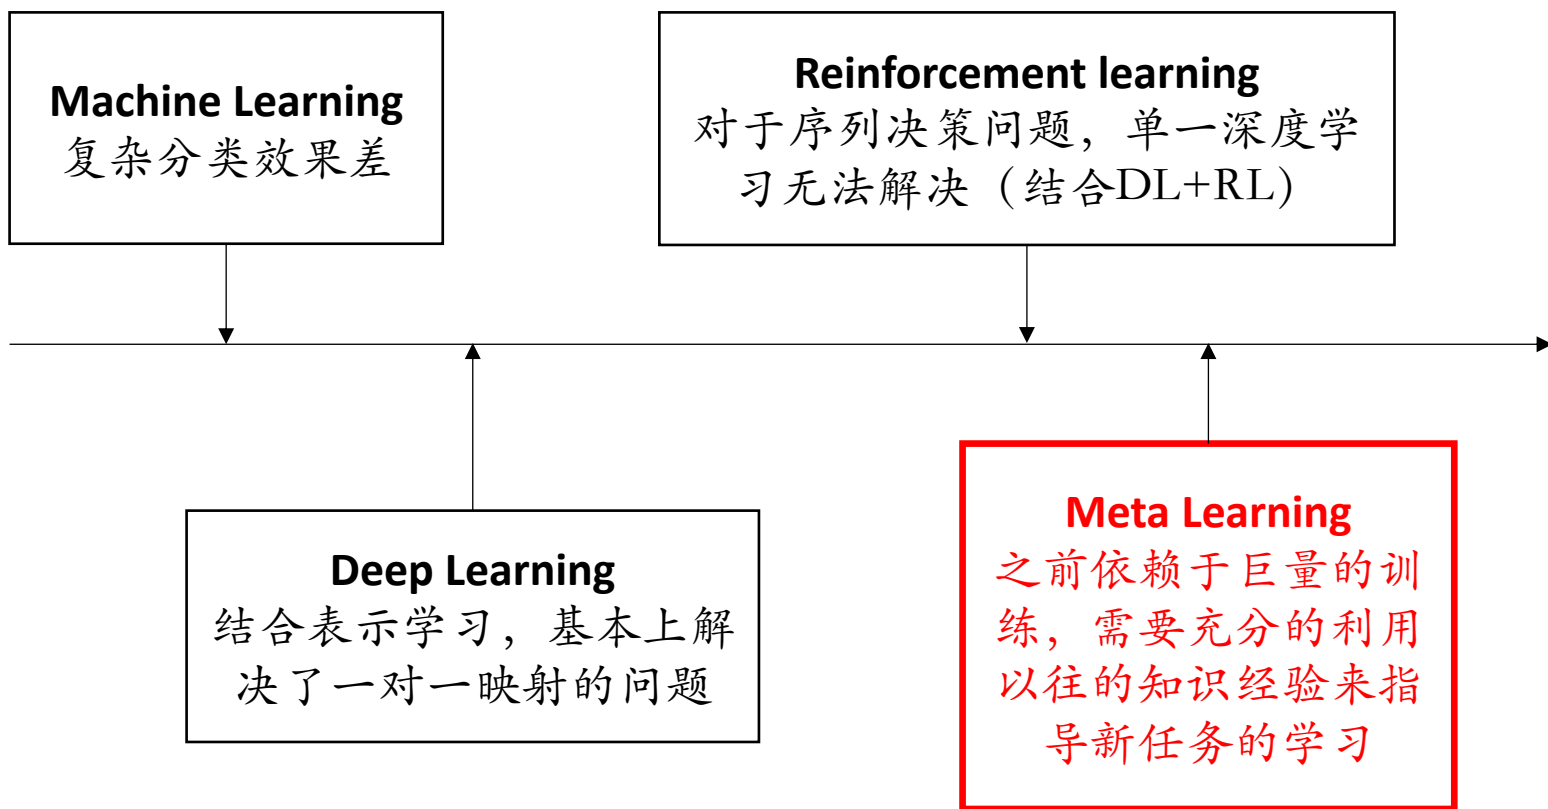 Machine Learning
复杂分类效果差
Reinforcement learning
对于序列决策问题，单一深度学
习无法解决（结合DL+RL）
Deep Learning
结合表示学习，基本上解
决了一对一映射的问题
Meta Learning
之前依赖于巨量的训
练，需要充分的利用
以往的知识经验来指
导新任务的学习